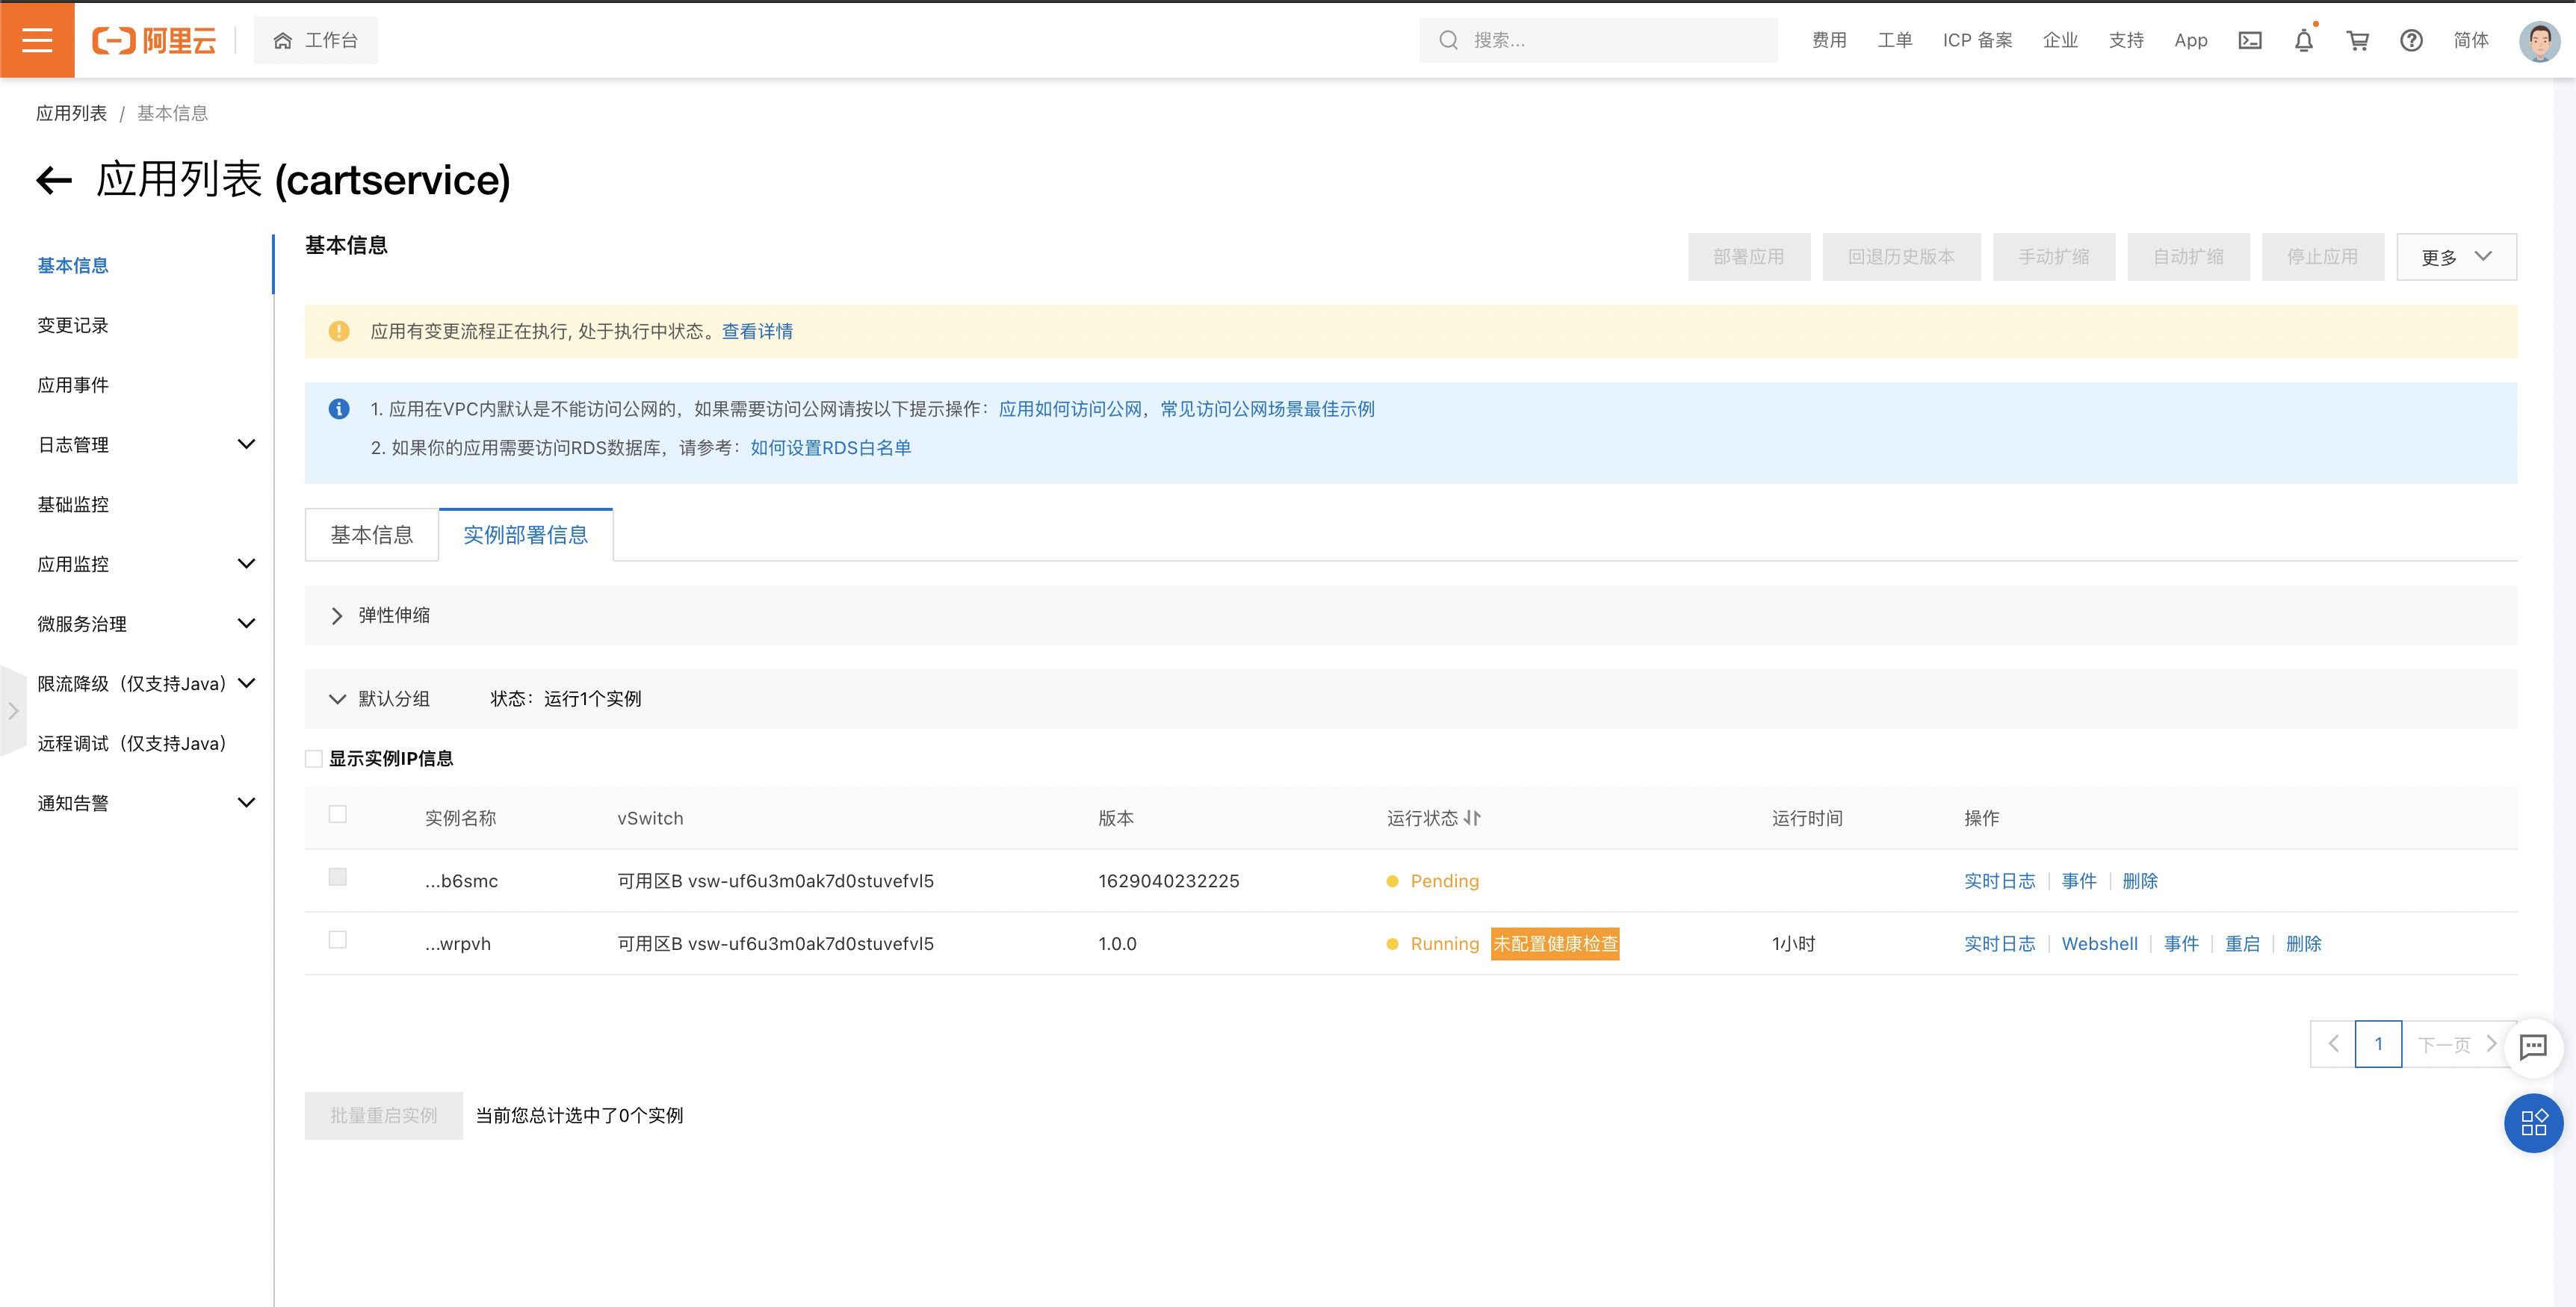 阿里云 工作台 搜索... 费用 工单 ICP 备案 企业 支持 App 简体
应用列表 / 基本信息
应用列表 (cartservice)
基本信息
变更记录
应用事件
日志管理
基础监控
应用监控
微服务治理
限流降级（仅支持Java）
远程调试（仅支持Java）
通知告警
基本信息 部署应用 回退历史版本 手动扩缩 自动扩缩 停止应用 更多
应用有变更流程正在执行, 处于执行中状态。查看详情
1. 应用在VPC内默认是不能访问公网的，如果需要访问公网请按以下提示操作：应用如何访问公网，常见访问公网场景最佳示例
2. 如果你的应用需要访问RDS数据库，请参考：如何设置RDS白名单
基本信息 实例部署信息
弹性伸缩
默认分组 状态：运行1个实例
显示实例IP信息
实例名称 vSwitch 版本 运行状态 运行时间 操作
...b6smc 可用区B vsw-uf6u3m0ak7d0stuvefvl5 1629040232225 Pending 实时日志 事件 删除
...wrpvh 可用区B vsw-uf6u3m0ak7d0stuvefvl5 1.0.0 Running 未配置健康检查 1小时 实时日志 Webshell 事件 重启 删除
1 下一页
批量重启实例 当前您总计选中了0个实例